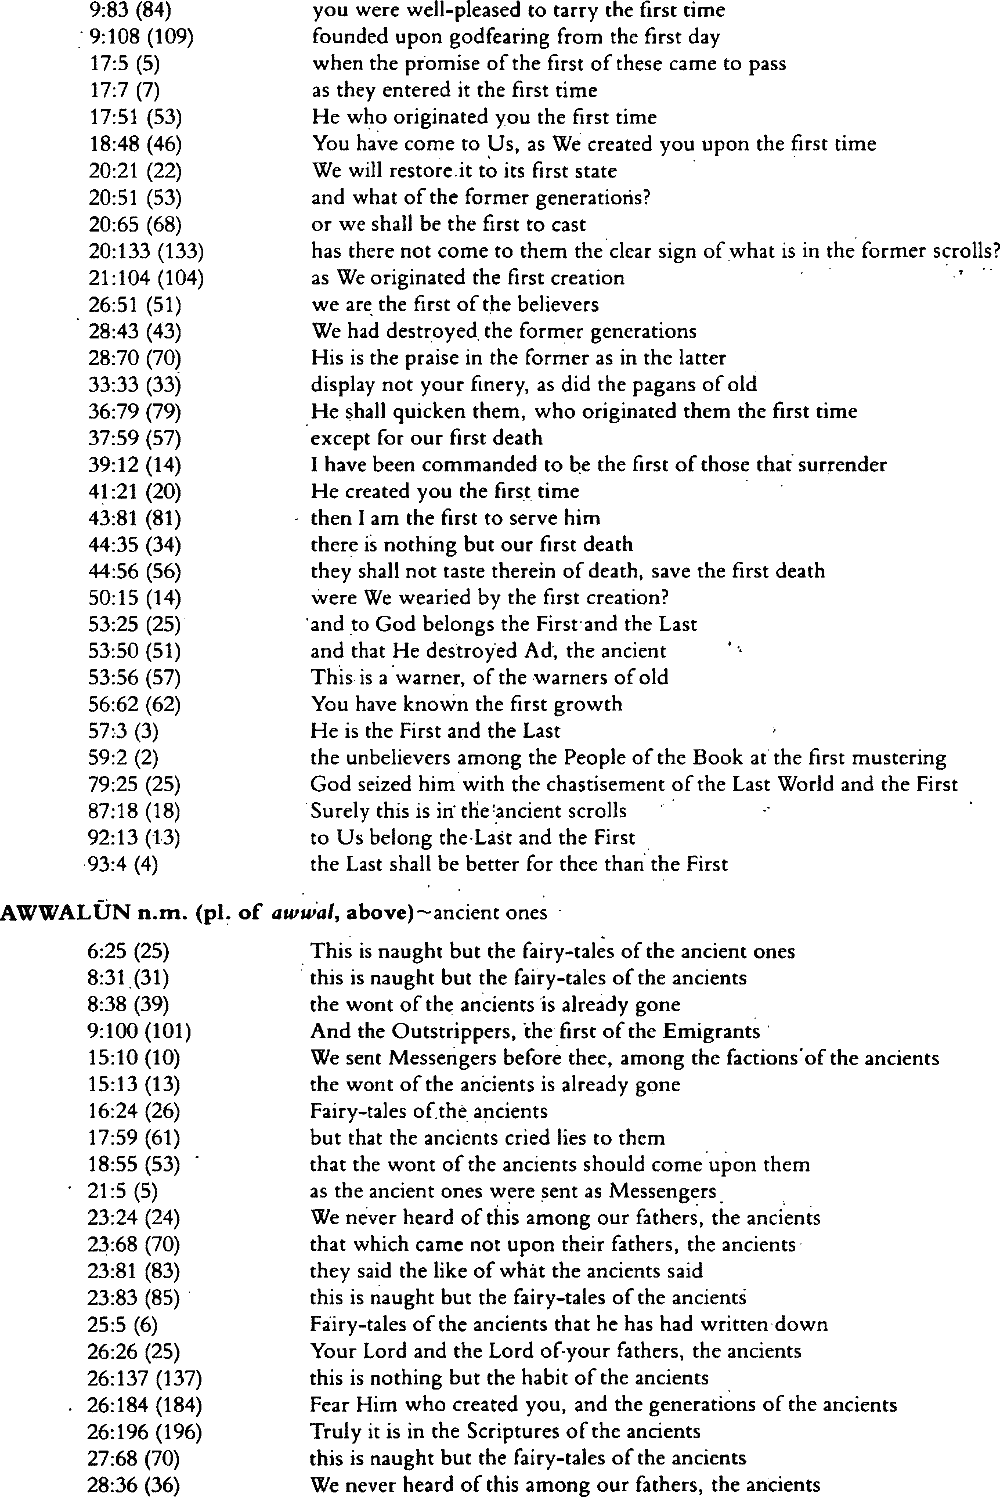 9:83 (84) you were well-pleased to tarry the first time
9:108 (109) founded upon godfearing from the first day
17:5 (5) when the promise of the first of these came to pass
17:7 (7) as they entered it the first time
17:51 (53) He who originated you the first time
18:48 (46) You have come to Us, as We created you upon the first time
20:21 (22) We will restore it to its first state
20:51 (53) and what of the former generations?
20:65 (68) or we shall be the first to cast
20:133 (133) has there not come to them the clear sign of what is in the former scrolls?
21:104 (104) as We originated the first creation
26:51 (51) we are the first of the believers
28:43 (43) We had destroyed the former generations
28:70 (70) His is the praise in the former as in the latter
33:33 (33) display not your finery, as did the pagans of old
36:79 (79) He shall quicken them, who originated them the first time
37:59 (57) except for our first death
39:12 (14) I have been commanded to be the first of those that surrender
41:21 (20) He created you the first time
43:81 (81) then I am the first to serve him
44:35 (34) there is nothing but our first death
44:56 (56) they shall not taste therein of death, save the first death
50:15 (14) were We wearied by the first creation?
53:25 (25) and to God belongs the First and the Last
53:50 (51) and that He destroyed Ad, the ancient
53:56 (57) This is a warner, of the warners of old
56:62 (62) You have known the first growth
57:3 (3) He is the First and the Last
59:2 (2) the unbelievers among the People of the Book at the first mustering
79:25 (25) God seized him with the chastisement of the Last World and the First
87:18 (18) Surely this is in the ancient scrolls
92:13 (13) to Us belong the Last and the First
93:4 (4) the Last shall be better for thee than the First
AWWALŪN n.m. (pl. of awwal, above)~ancient ones
6:25 (25) This is naught but the fairy-tales of the ancient ones
8:31 (31) this is naught but the fairy-tales of the ancients
8:38 (39) the wont of the ancients is already gone
9:100 (101) And the Outstrippers, the first of the Emigrants
15:10 (10) We sent Messengers before thee, among the factions of the ancients
15:13 (13) the wont of the ancients is already gone
16:24 (26) Fairy-tales of the ancients
17:59 (61) but that the ancients cried lies to them
18:55 (53) that the wont of the ancients should come upon them
21:5 (5) as the ancient ones were sent as Messengers
23:24 (24) We never heard of this among our fathers, the ancients
23:68 (70) that which came not upon their fathers, the ancients
23:81 (83) they said the like of what the ancients said
23:83 (85) this is naught but the fairy-tales of the ancients
25:5 (6) Fairy-tales of the ancients that he has had written down
26:26 (25) Your Lord and the Lord of your fathers, the ancients
26:137 (137) this is nothing but the habit of the ancients
26:184 (184) Fear Him who created you, and the generations of the ancients
26:196 (196) Truly it is in the Scriptures of the ancients
27:68 (70) this is naught but the fairy-tales of the ancients
28:36 (36) We never heard of this among our fathers, the ancients